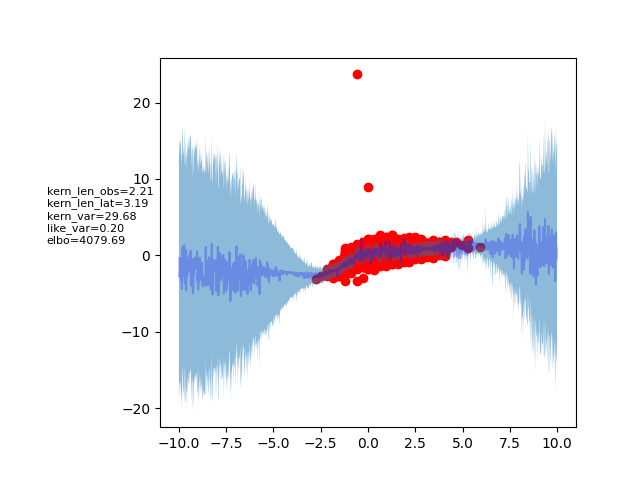 20
10
kern_len_obs=2.21
kern_len_lat=3.19
kern_var=29.68
like_var=0.20
elbo=4079.69
0
−10
−20
−10.0 −7.5 −5.0 −2.5 0.0 2.5 5.0 7.5 10.0